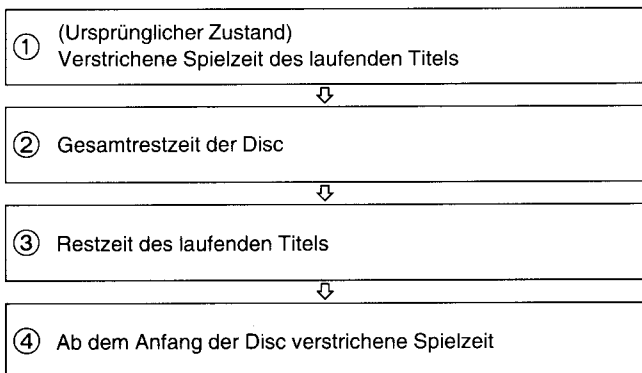 ① (Ursprünglicher Zustand)
Verstrichene Spielzeit des laufenden Titels
② Gesamtrestzeit der Disc
③ Restzeit des laufenden Titels
④ Ab dem Anfang der Disc verstrichene Spielzeit